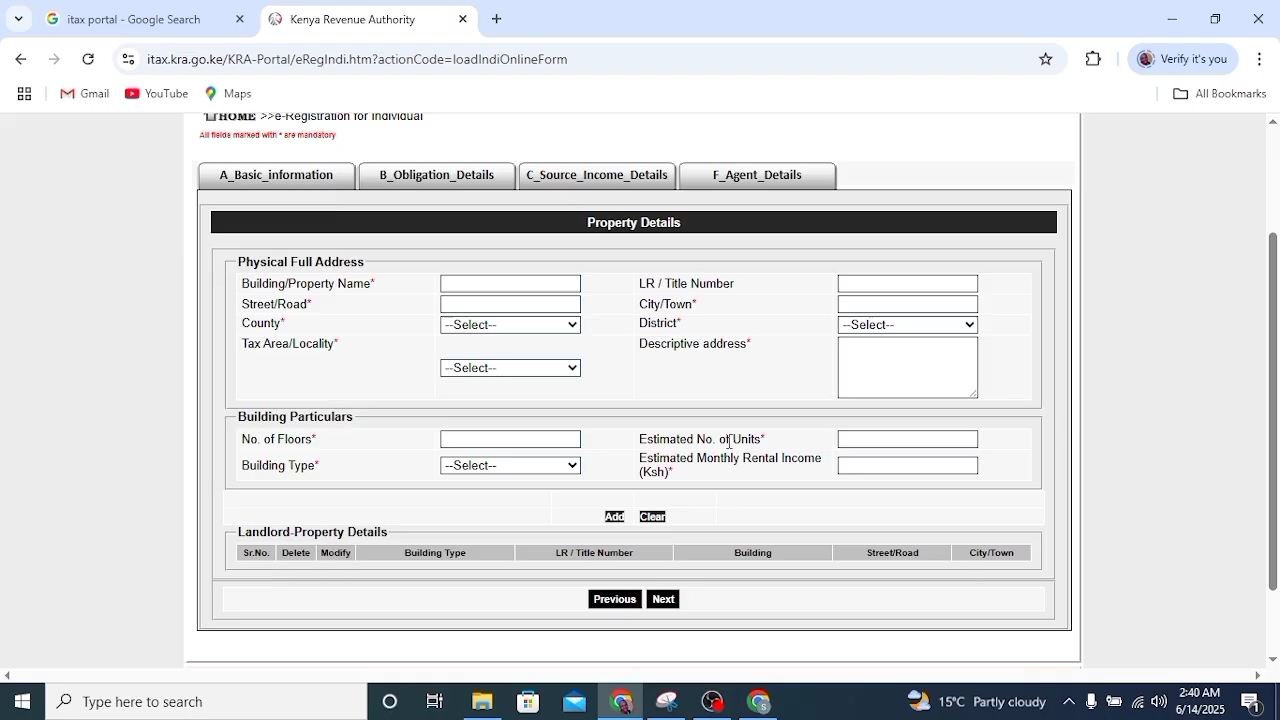 itax portal - Google Search
Kenya Revenue Authority
itax.kra.go.ke/KRA-Portal/eRegIndi.htm?actionCode=loadIndiOnlineForm
Verify it's you
Gmail
YouTube
Maps
All Bookmarks
HOME >>e-Registration for Individual
All fields marked with * are mandatory
A_Basic_information
B_Obligation_Details
C_Source_Income_Details
F_Agent_Details
Property Details
Physical Full Address
Building/Property Name*
LR / Title Number
Street/Road*
City/Town*
County*
--Select--
District*
--Select--
Tax Area/Locality*
--Select--
Descriptive address*
Building Particulars
No. of Floors*
Estimated No. of Units*
Building Type*
--Select--
Estimated Monthly Rental Income
(Ksh)*
Add
Clear
Landlord-Property Details
Sr.No.
Delete
Modify
Building Type
LR / Title Number
Building
Street/Road
City/Town
Previous
Next
Type here to search
15°C Partly cloudy
2:40 AM
6/14/2025
1